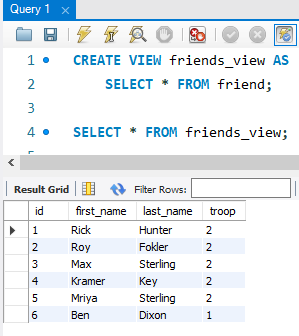 Query 1
1 CREATE VIEW friends_view AS
2 SELECT * FROM friend;
3
4 SELECT * FROM friends_view;
Result Grid Filter Rows:
id first_name last_name troop
1 Rick Hunter 2
2 Roy Fokler 2
3 Max Sterling 2
4 Kramer Key 2
5 Mriya Sterling 2
6 Ben Dixon 1